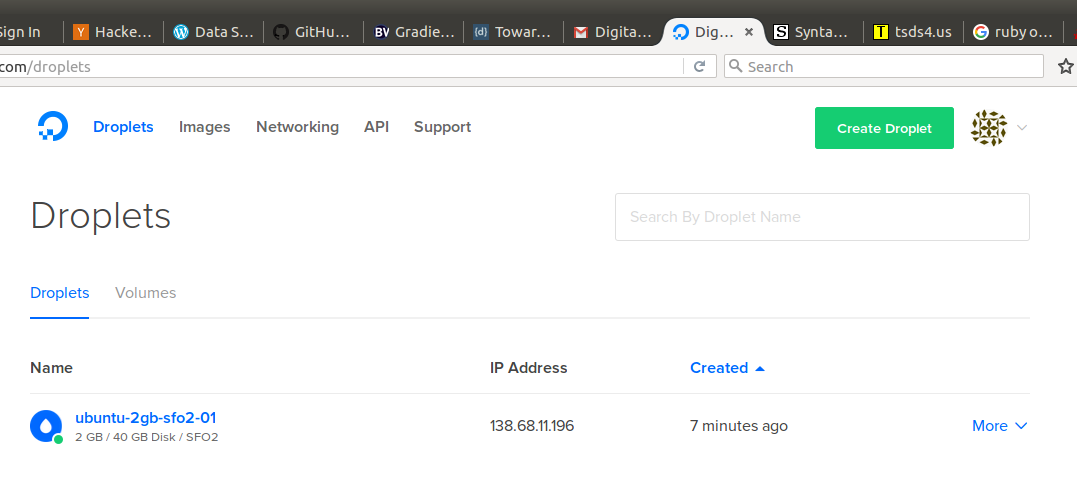 Sign In Hacke... Data S... GitHu... Gradie... Towar... Digita... Dig... Synta... tsds4.us ruby o...
com/droplets Search
Droplets Images Networking API Support Create Droplet
Droplets Search By Droplet Name
Droplets Volumes
Name IP Address Created
ubuntu-2gb-sfo2-01 138.68.11.196 7 minutes ago More
2 GB / 40 GB Disk / SFO2